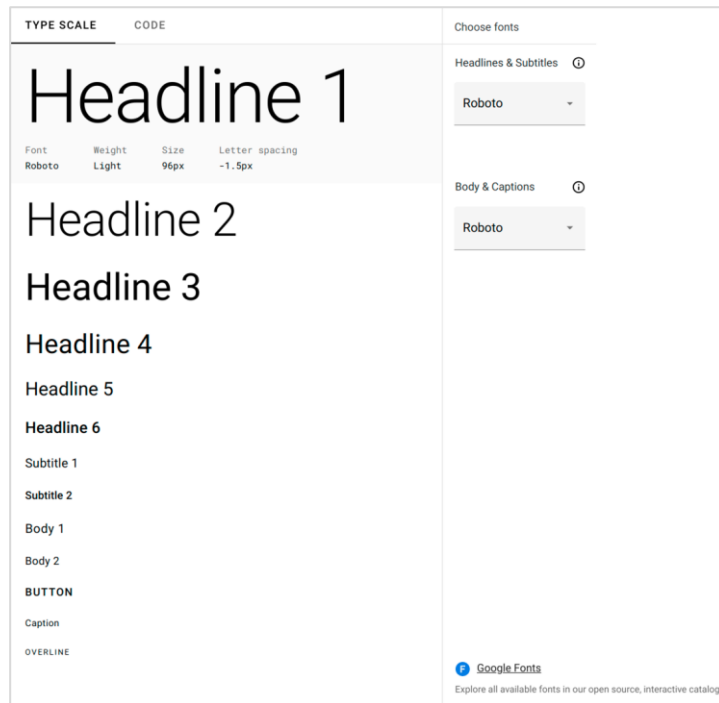 TYPE SCALE CODE
Headline 1
Font Weight Size Letter spacing
Roboto Light 96px -1.5px
Headline 2
Headline 3
Headline 4
Headline 5
Headline 6
Subtitle 1
Subtitle 2
Body 1
Body 2
BUTTON
Caption
OVERLINE
Choose fonts
Headlines & Subtitles
Roboto
Body & Captions
Roboto
F Google Fonts
Explore all available fonts in our open source, interactive catalog